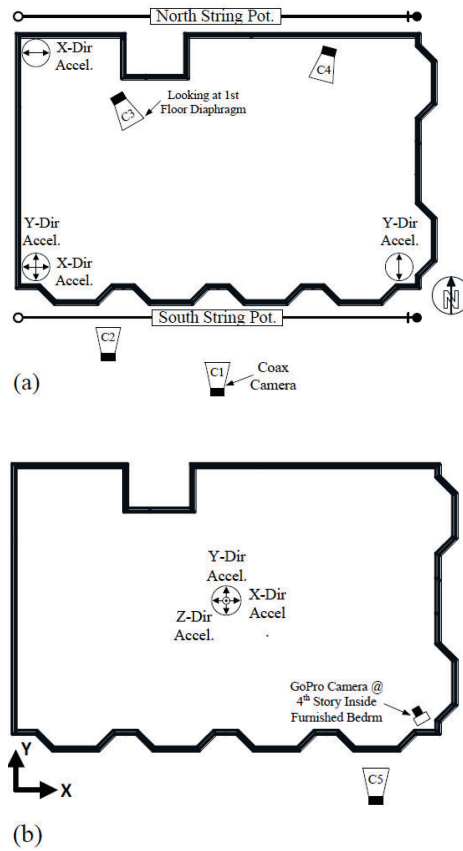 North String Pot.
X-Dir
Accel.
C4
C3
Looking at 1st
Floor Diaphragm
Y-Dir
Accel.
X-Dir
Accel.
Y-Dir
Accel.
N
South String Pot.
C2
C1
Coax
Camera
(a)
Y-Dir
Accel.
X-Dir
Accel
Z-Dir
Accel.
GoPro Camera @
4th Story Inside
Furnished Bedrm
Y
X
C5
(b)